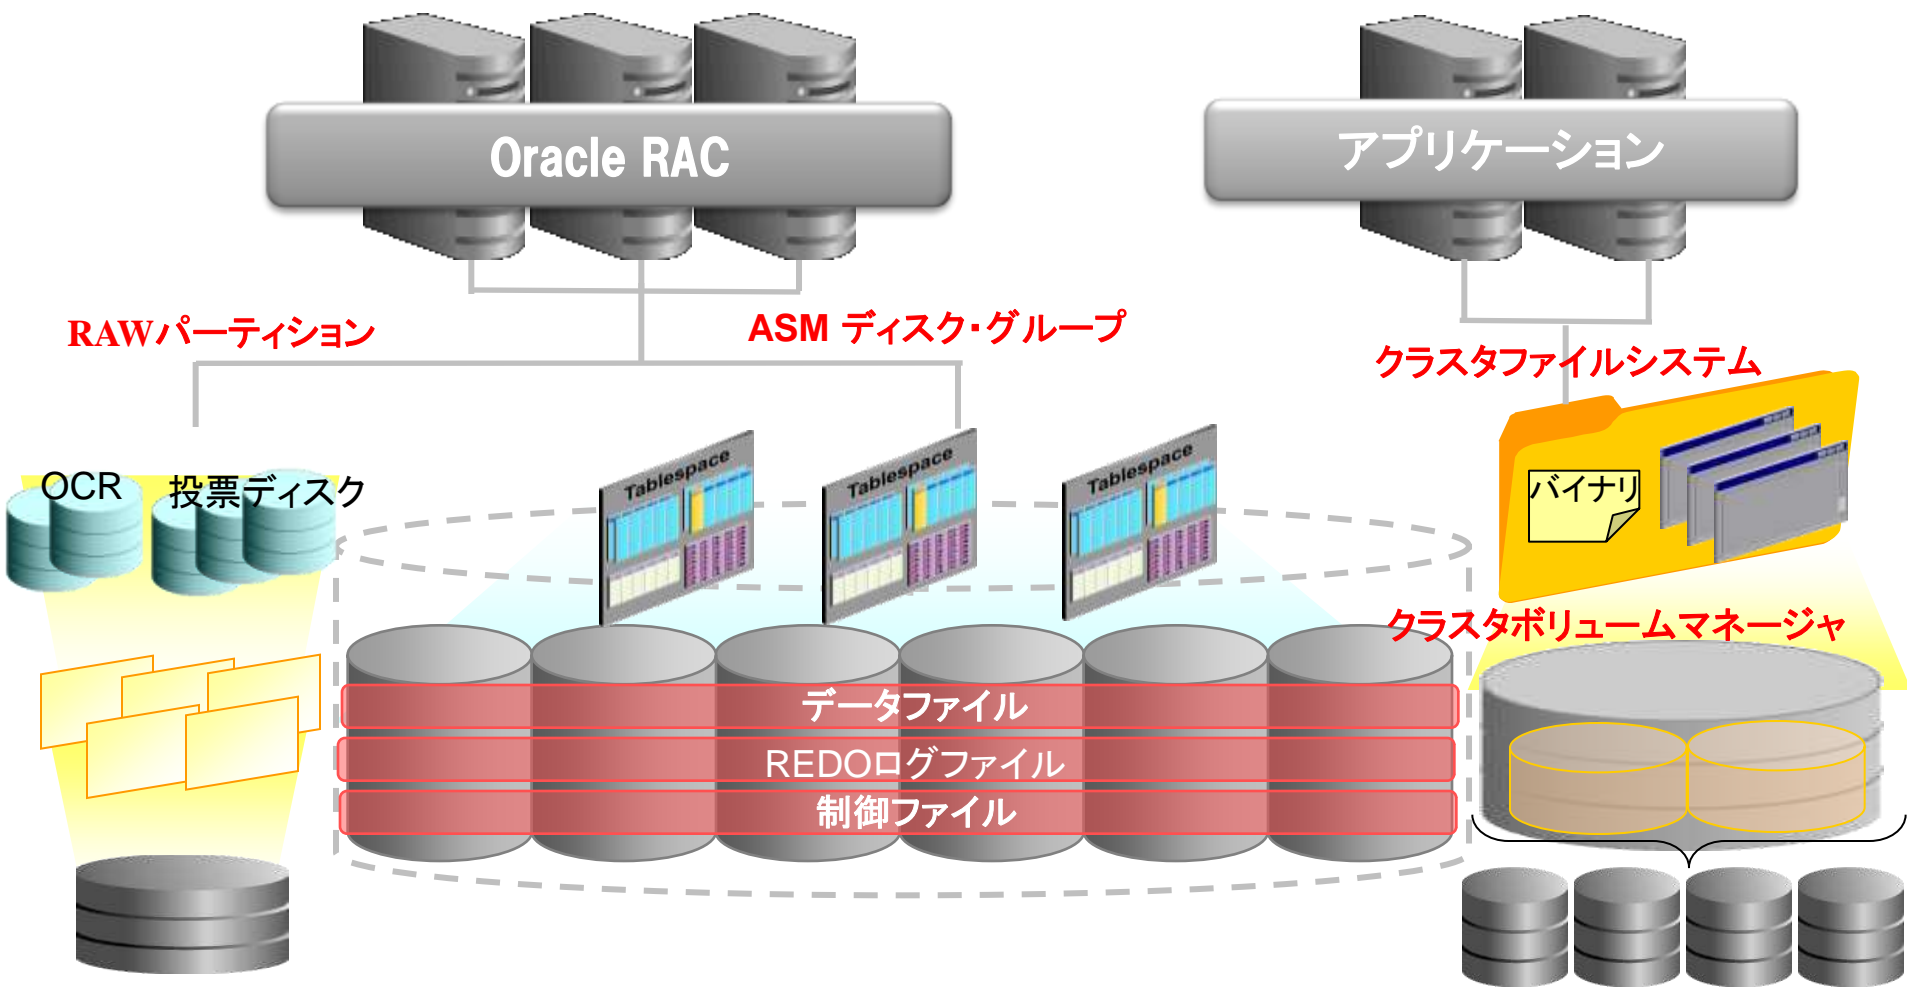 Oracle RAC
アプリケーション
RAWパーティション
ASM ディスク・グループ
クラスタファイルシステム
OCR
投票ディスク
Tablespace
Tablespace
Tablespace
バイナリ
クラスタボリュームマネージャ
データファイル
REDOログファイル
制御ファイル